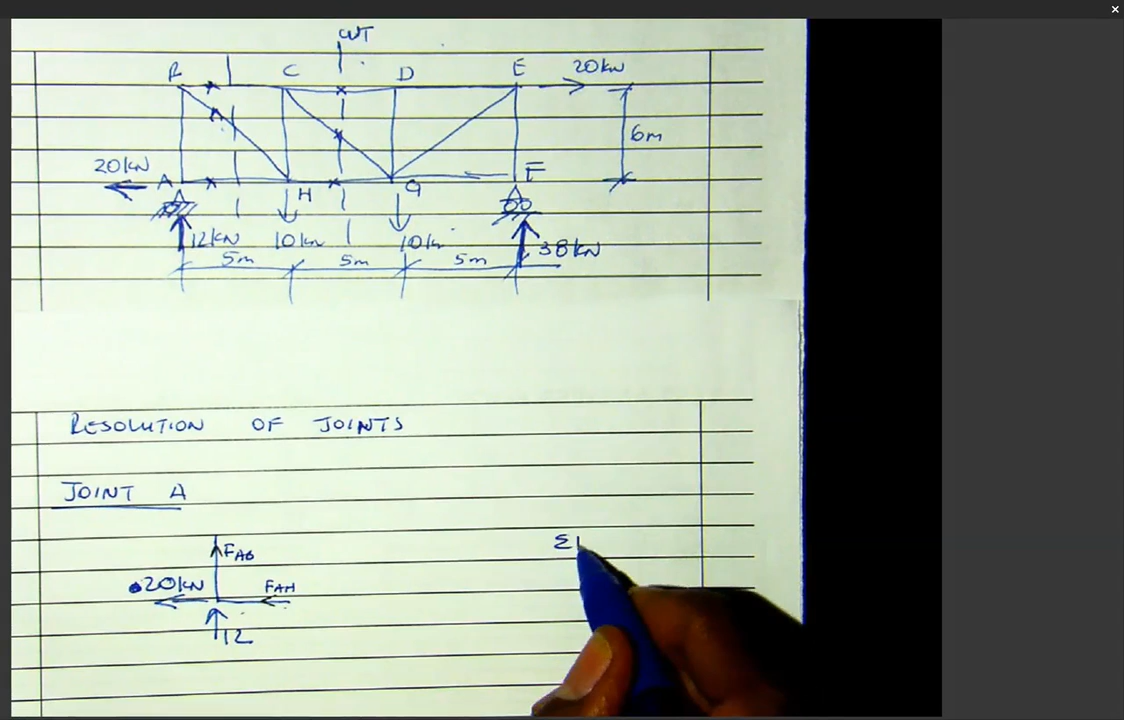 CUT
B C D E 20kN
6m
20kN A H G F
12kN 10kN 10kN 38kN
5m 5m 5m
RESOLUTION OF JOINTS
JOINT A
FAB ΣF
20kN FAH
12